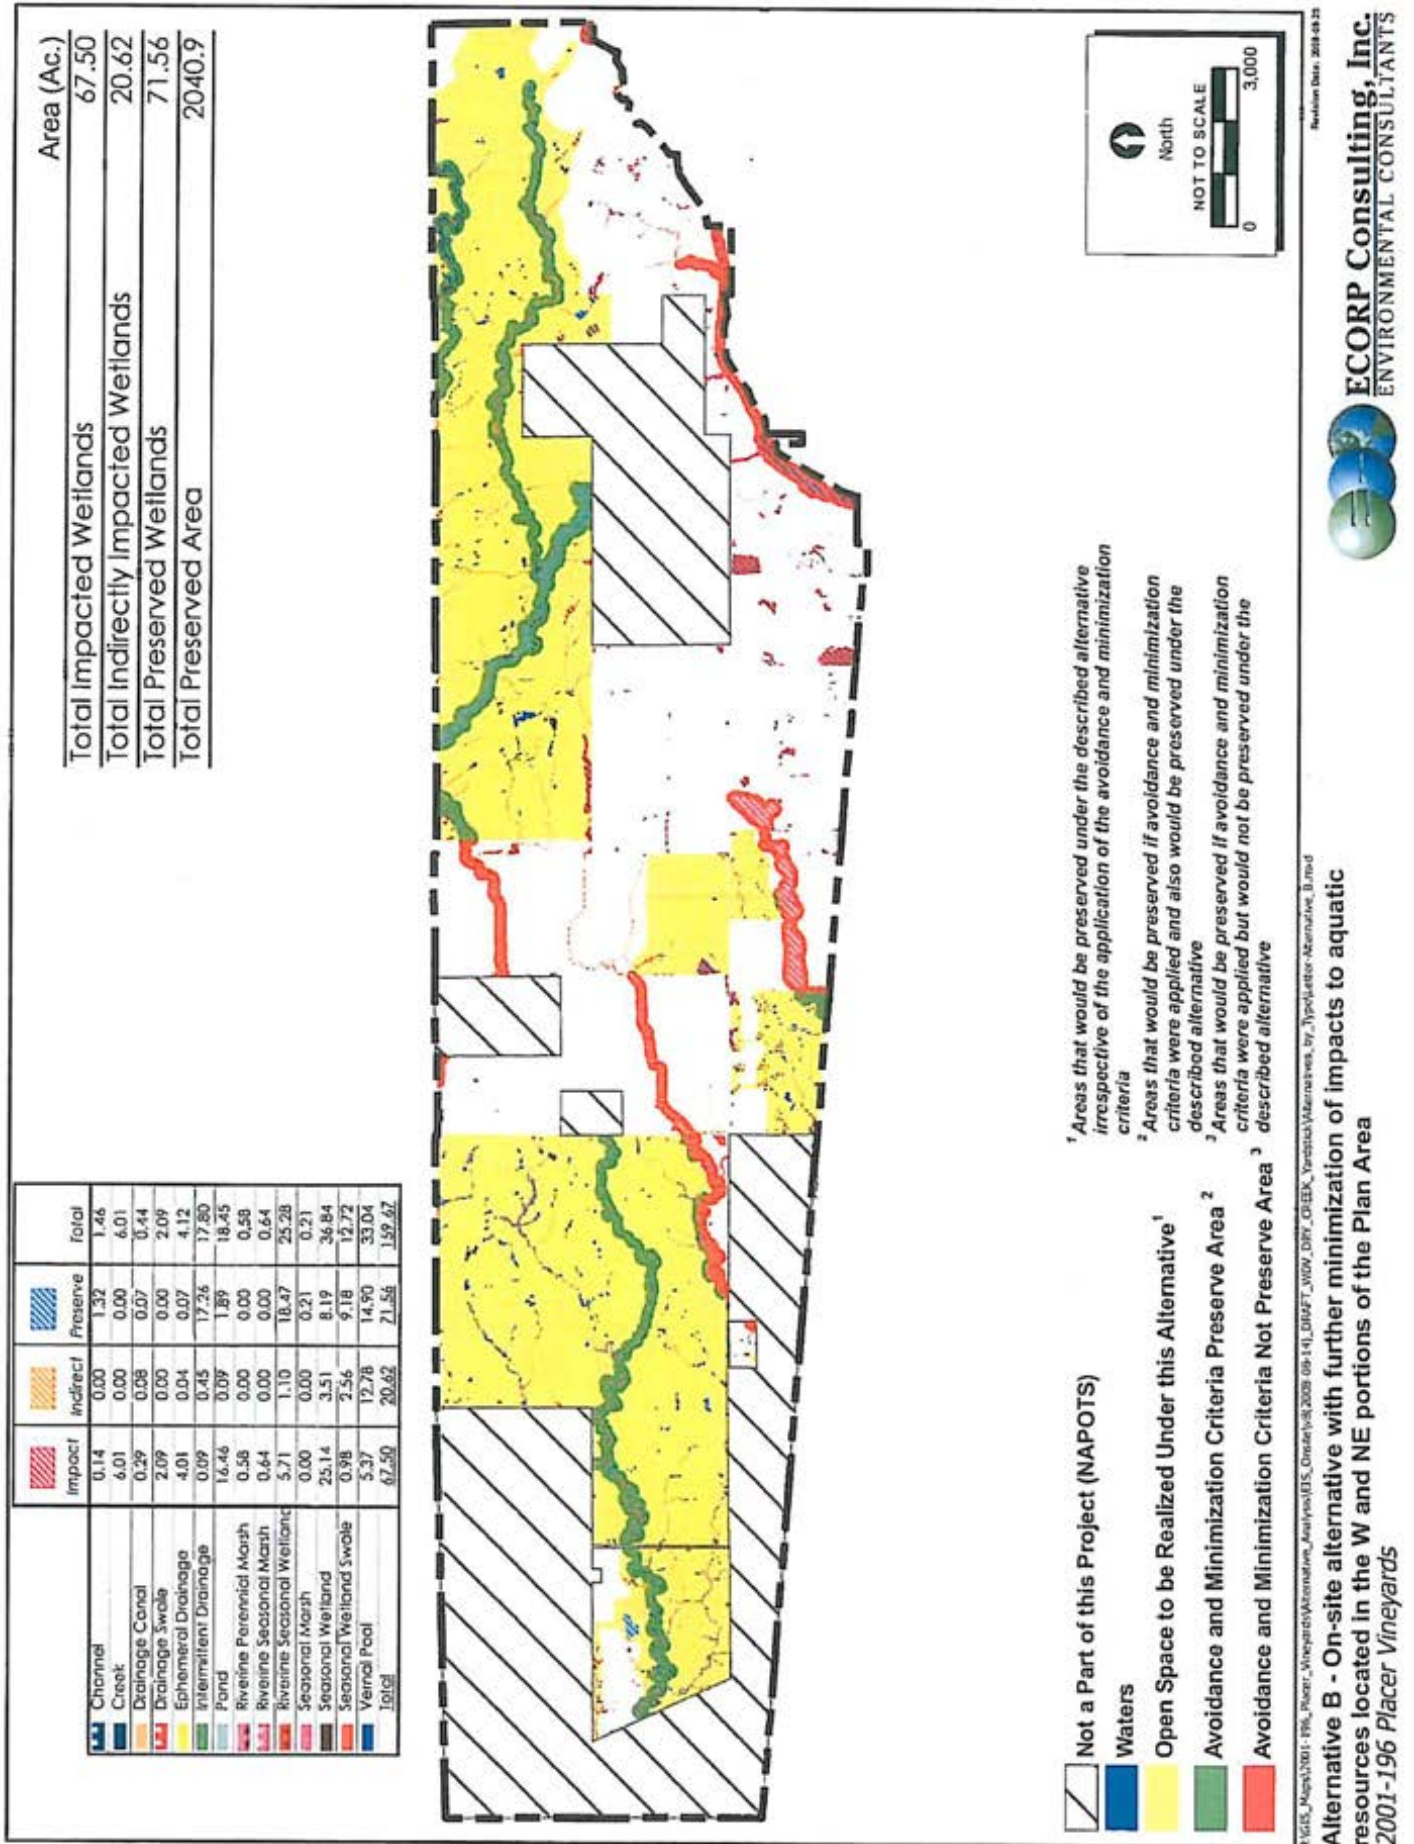 Impact Indirect Preserve Total
Channel 0.14 0.00 1.32 1.46
Creek 6.01 0.00 0.00 6.01
Drainage Canal 0.29 0.08 0.07 0.44
Drainage Swale 2.09 0.00 0.00 2.09
Ephemeral Drainage 4.01 0.04 0.07 4.12
Intermittent Drainage 0.09 0.45 17.26 17.80
Pond 16.46 0.09 1.89 18.45
Riverine Perennial Marsh 0.58 0.00 0.00 0.58
Riverine Seasonal Marsh 0.64 0.00 0.00 0.64
Riverine Seasonal Wetland 5.71 1.10 18.47 25.28
Seasonal Marsh 0.00 0.00 0.21 0.21
Seasonal Wetland 25.14 3.51 8.19 36.84
Seasonal Wetland Swale 0.98 2.56 9.18 12.72
Vernal Pool 5.37 12.78 14.90 33.04
Total 67.50 20.62 71.56 159.67
Area (Ac.)
Total Impacted Wetlands 67.50
Total Indirectly Impacted Wetlands 20.62
Total Preserved Wetlands 71.56
Total Preserved Area 2040.9
Not a Part of this Project (NAPOTS)
Waters
Open Space to be Realized Under this Alternative 1
Avoidance and Minimization Criteria Preserve Area 2
Avoidance and Minimization Criteria Not Preserve Area 3
1 Areas that would be preserved under the described alternative
irrespective of the application of the avoidance and minimization
criteria
2 Areas that would be preserved if avoidance and minimization
criteria were applied and also would be preserved under the
described alternative
3 Areas that would be preserved if avoidance and minimization
criteria were applied but would not be preserved under the
described alternative
North
NOT TO SCALE
0 3,000
Revision Date: 2008-08-25
Alternative B - On-site alternative with further minimization of impacts to aquatic
resources located in the W and NE portions of the Plan Area
2001-196 Placer Vineyards
ECORP Consulting, Inc.
ENVIRONMENTAL CONSULTANTS